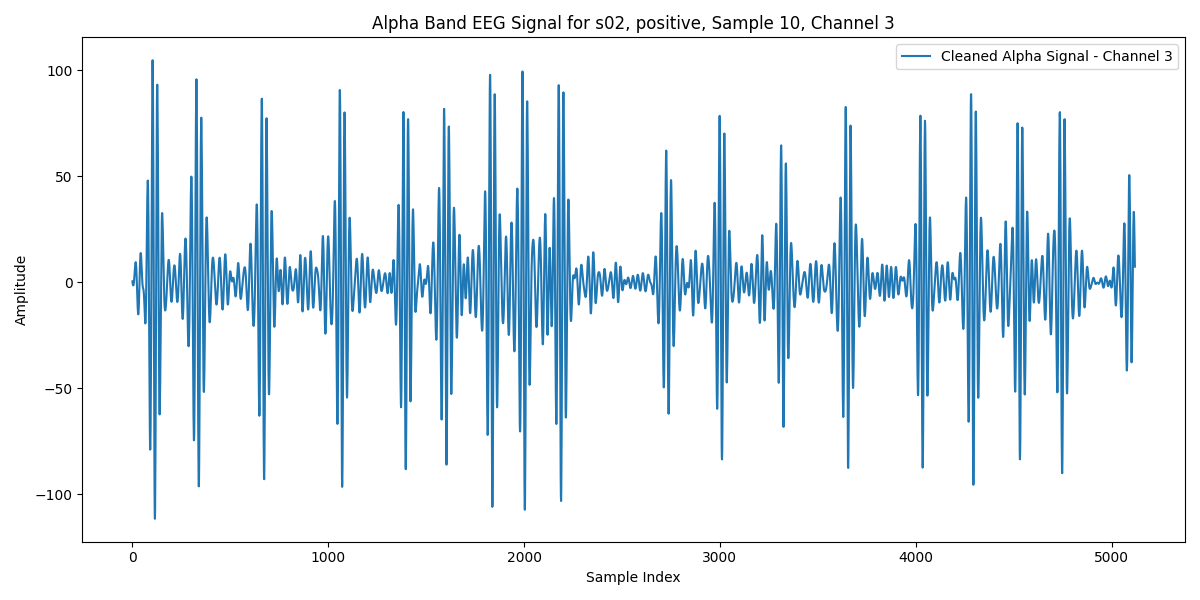 Alpha Band EEG Signal for s02, positive, Sample 10, Channel 3
Cleaned Alpha Signal - Channel 3
100
50
0
−50
−100
Amplitude
0 1000 2000 3000 4000 5000
Sample Index